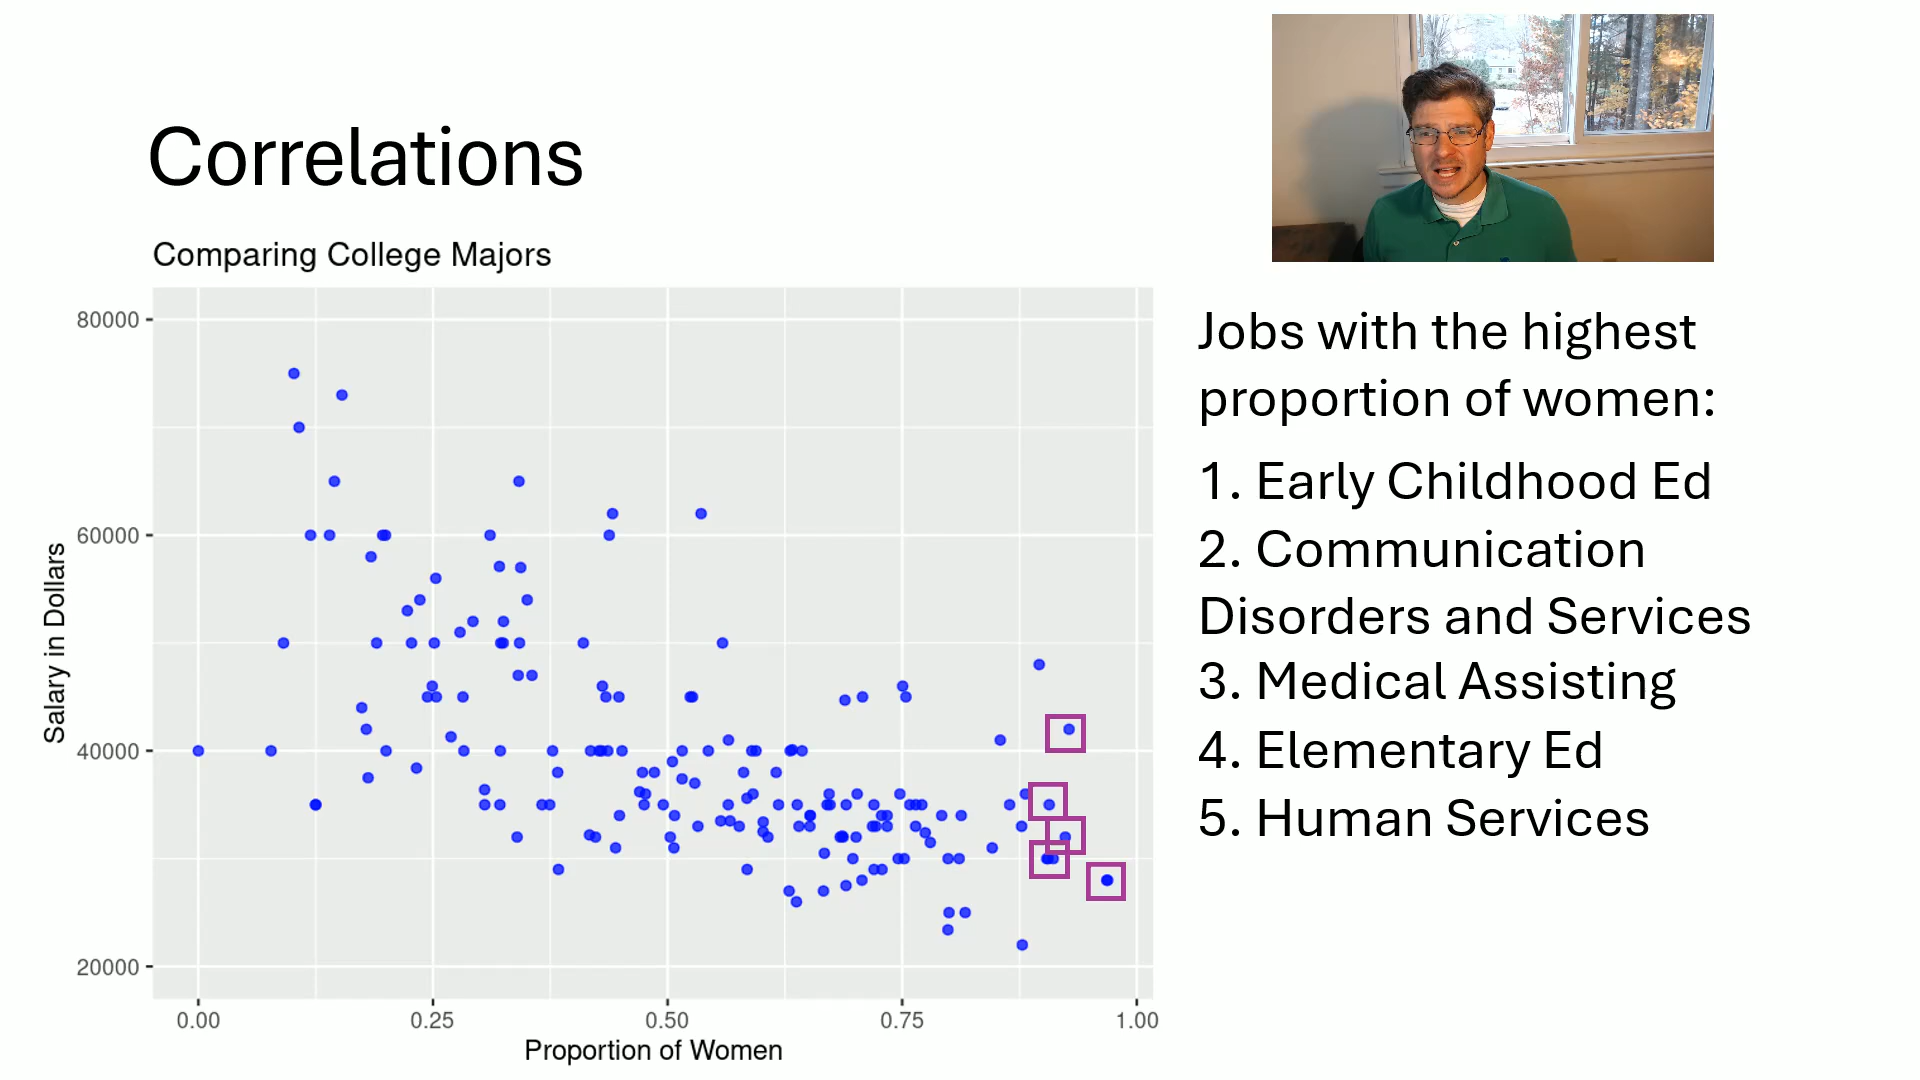 Correlations
Comparing College Majors
80000
60000
40000
20000
Salary in Dollars
0.00 0.25 0.50 0.75 1.00
Proportion of Women
Jobs with the highest
proportion of women:
1. Early Childhood Ed
2. Communication
Disorders and Services
3. Medical Assisting
4. Elementary Ed
5. Human Services